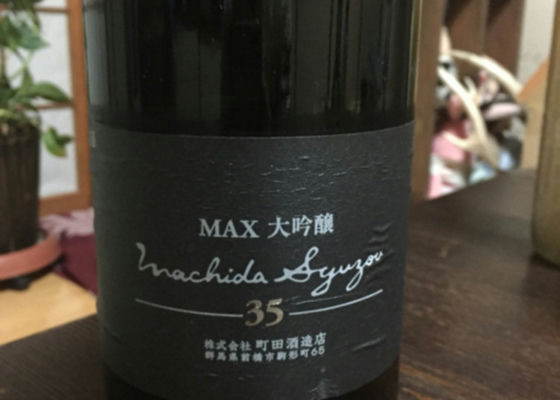 MAX 大吟醸
Machida Syuzou
35
株式会社 町田酒造店
群馬県前橋市駒形町65